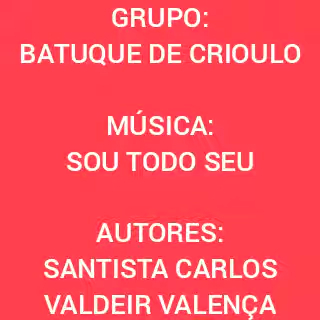 GRUPO:
BATUQUE DE CRIOULO
MÚSICA:
SOU TODO SEU
AUTORES:
SANTISTA CARLOS
VALDEIR VALENÇA